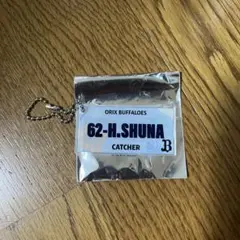 ORIX BUFFALOES
62-H.SHUNA
CATCHER
B